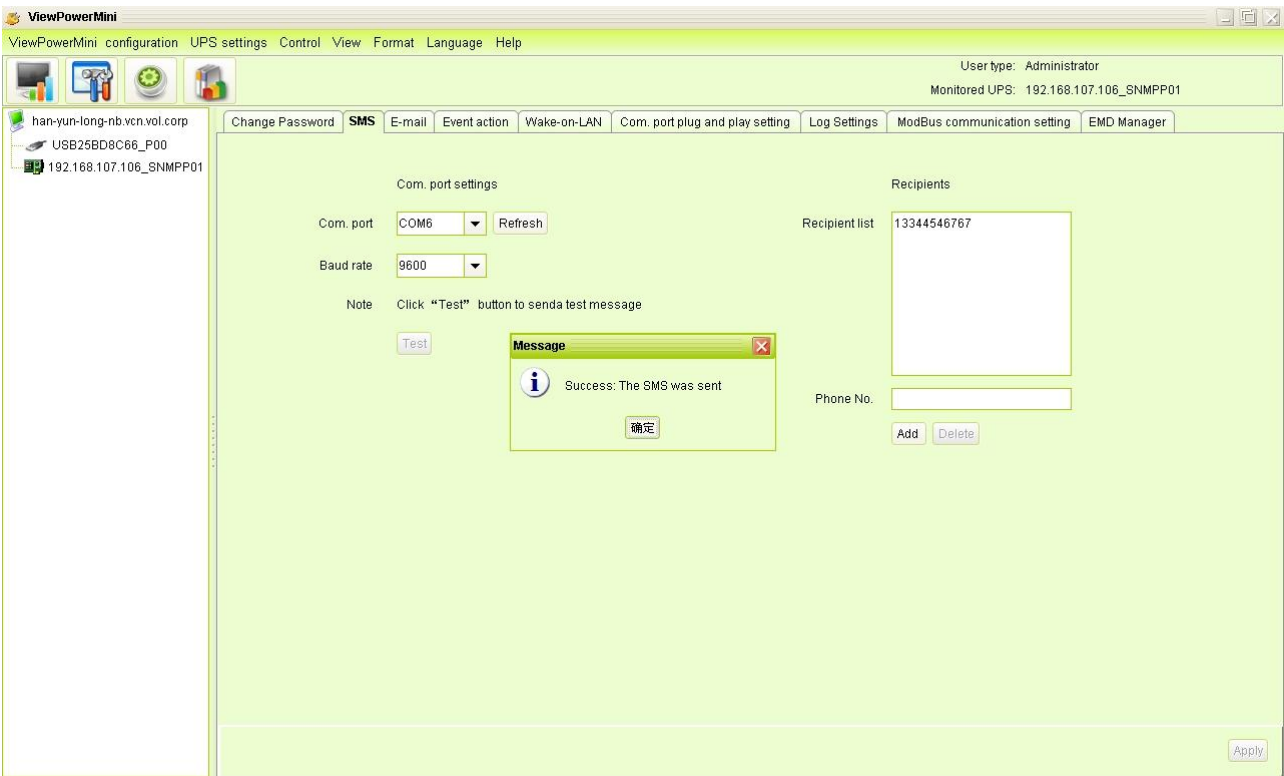 ViewPowerMini
ViewPowerMini configuration UPS settings Control View Format Language Help
User type: Administrator
Monitored UPS: 192.168.107.106_SNMPP01
han-yun-long-nb.vcn.vol.corp
USB25BD8C66_P00
192.168.107.106_SNMPP01
Change Password SMS E-mail Event action Wake-on-LAN Com. port plug and play setting Log Settings ModBus communication setting EMD Manager
Com. port settings
Com. port COM6 Refresh
Baud rate 9600
Note Click “Test” button to senda test message
Test
Message
Success: The SMS was sent
确定
Recipients
Recipient list 13344546767
Phone No.
Add Delete
Apply